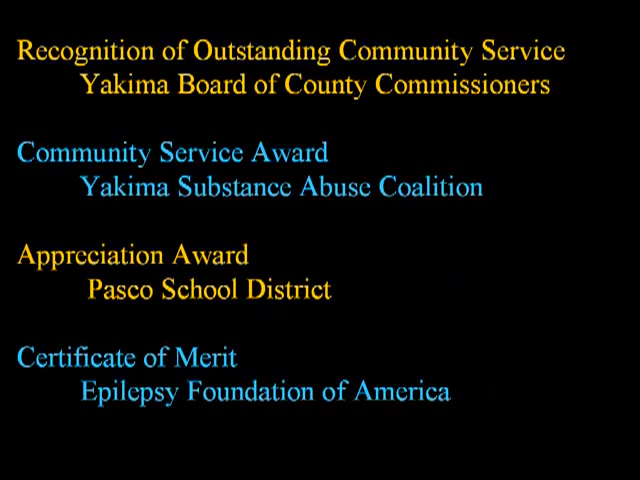 Recognition of Outstanding Community Service
Yakima Board of County Commissioners
Community Service Award
Yakima Substance Abuse Coalition
Appreciation Award
Pasco School District
Certificate of Merit
Epilepsy Foundation of America